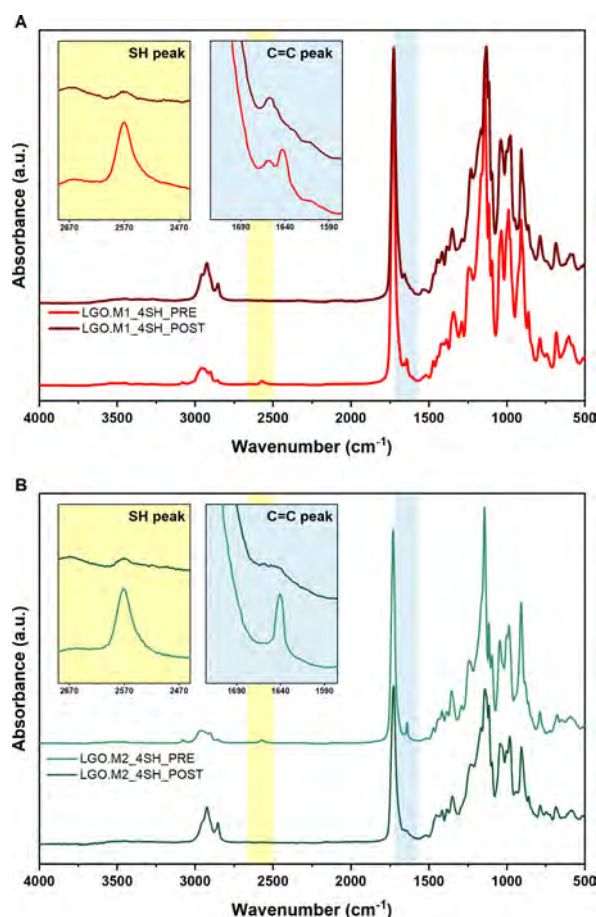 A
SH peak
C=C peak
2670 2570 2470
1690 1640 1590
LGO.M1_4SH_PRE
LGO.M1_4SH_POST
Absorbance (a.u.)
4000 3500 3000 2500 2000 1500 1000 500
Wavenumber (cm⁻¹)
B
SH peak
C=C peak
2670 2570 2470
1690 1640 1590
LGO.M2_4SH_PRE
LGO.M2_4SH_POST
Absorbance (a.u.)
4000 3500 3000 2500 2000 1500 1000 500
Wavenumber (cm⁻¹)